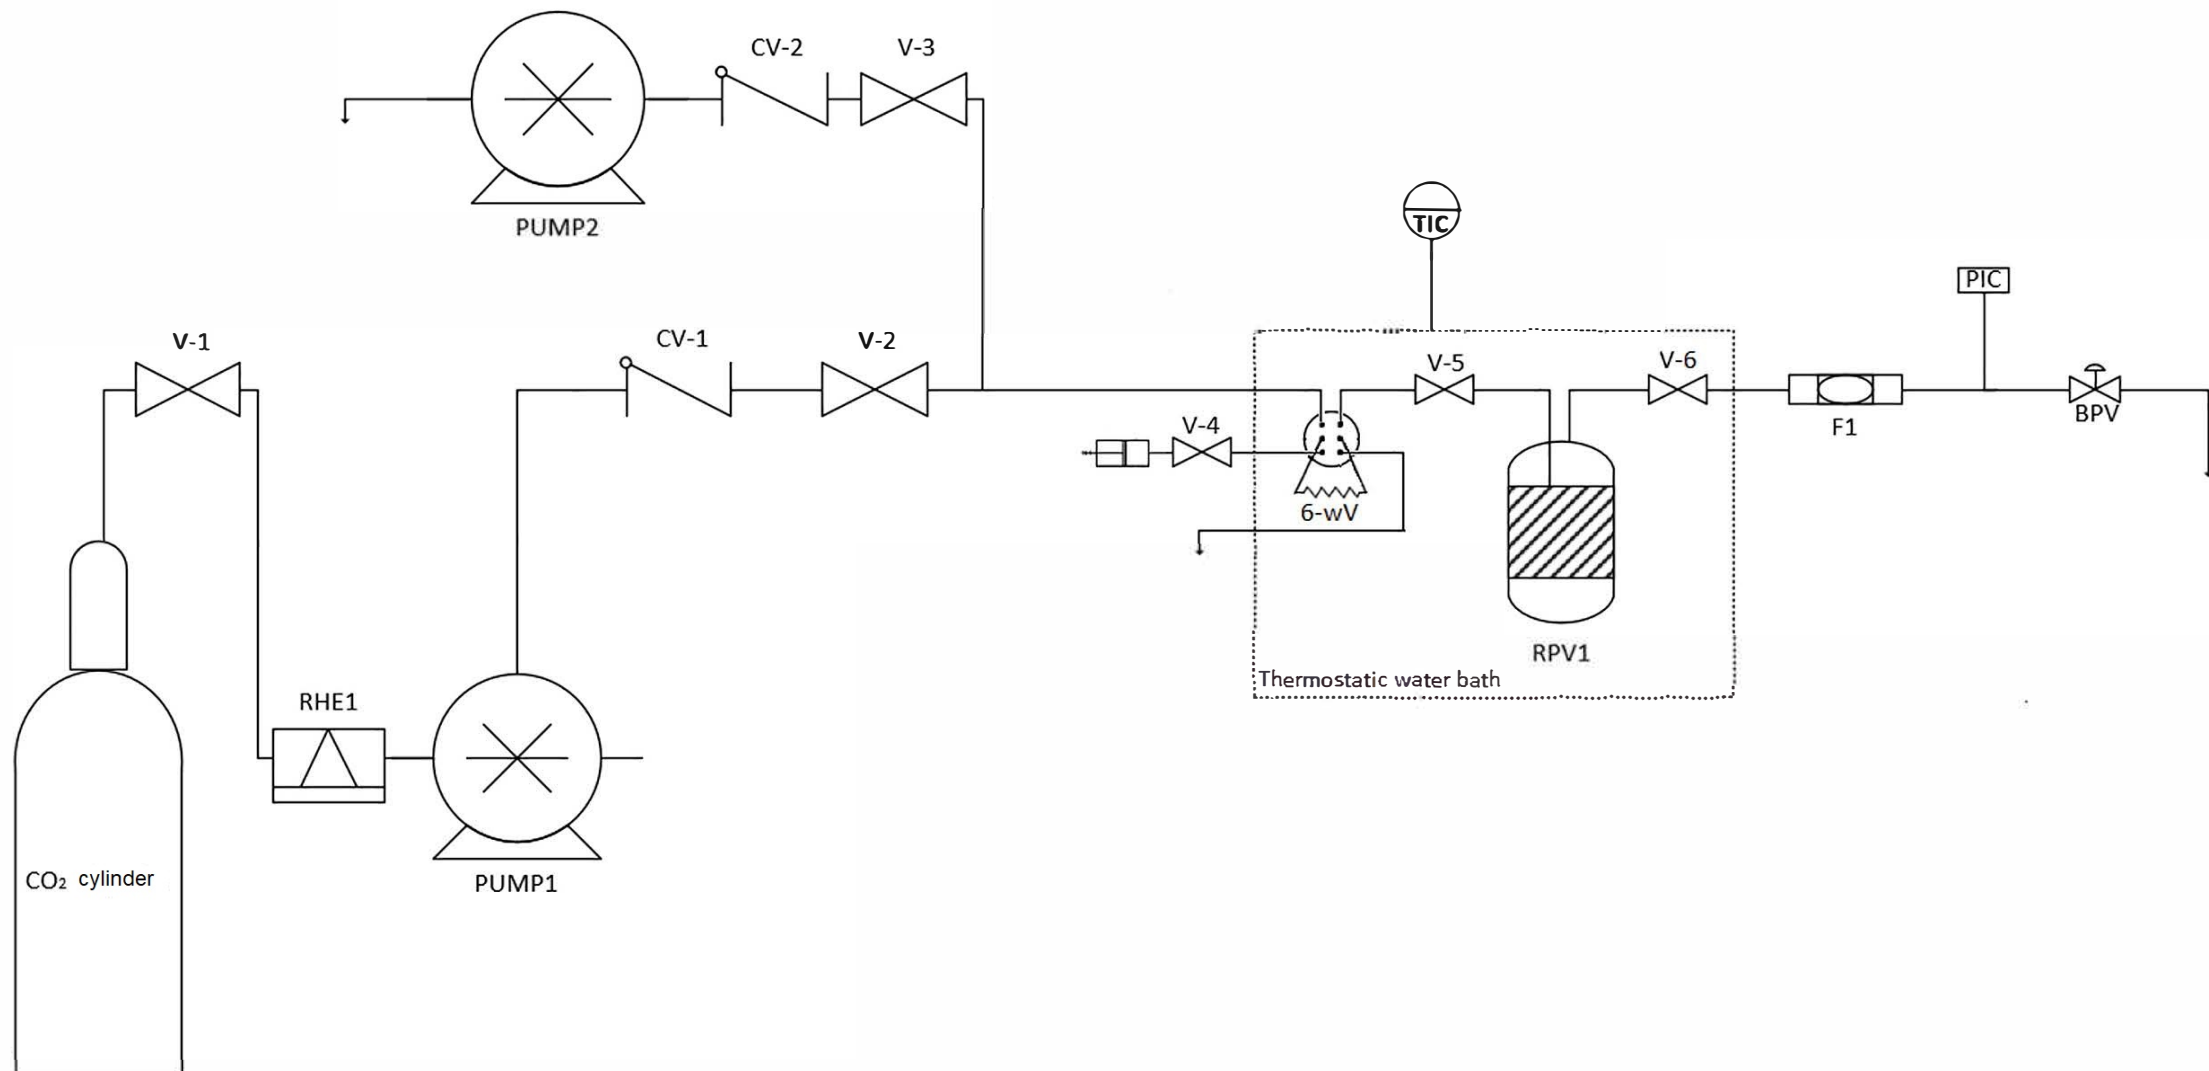 CV-2
V-3
PUMP2
TIC
PIC
V-1
CV-1
V-2
V-5
V-6
V-4
BPV
F1
6-wV
RPV1
Thermostatic water bath
RHE1
CO₂ cylinder
PUMP1